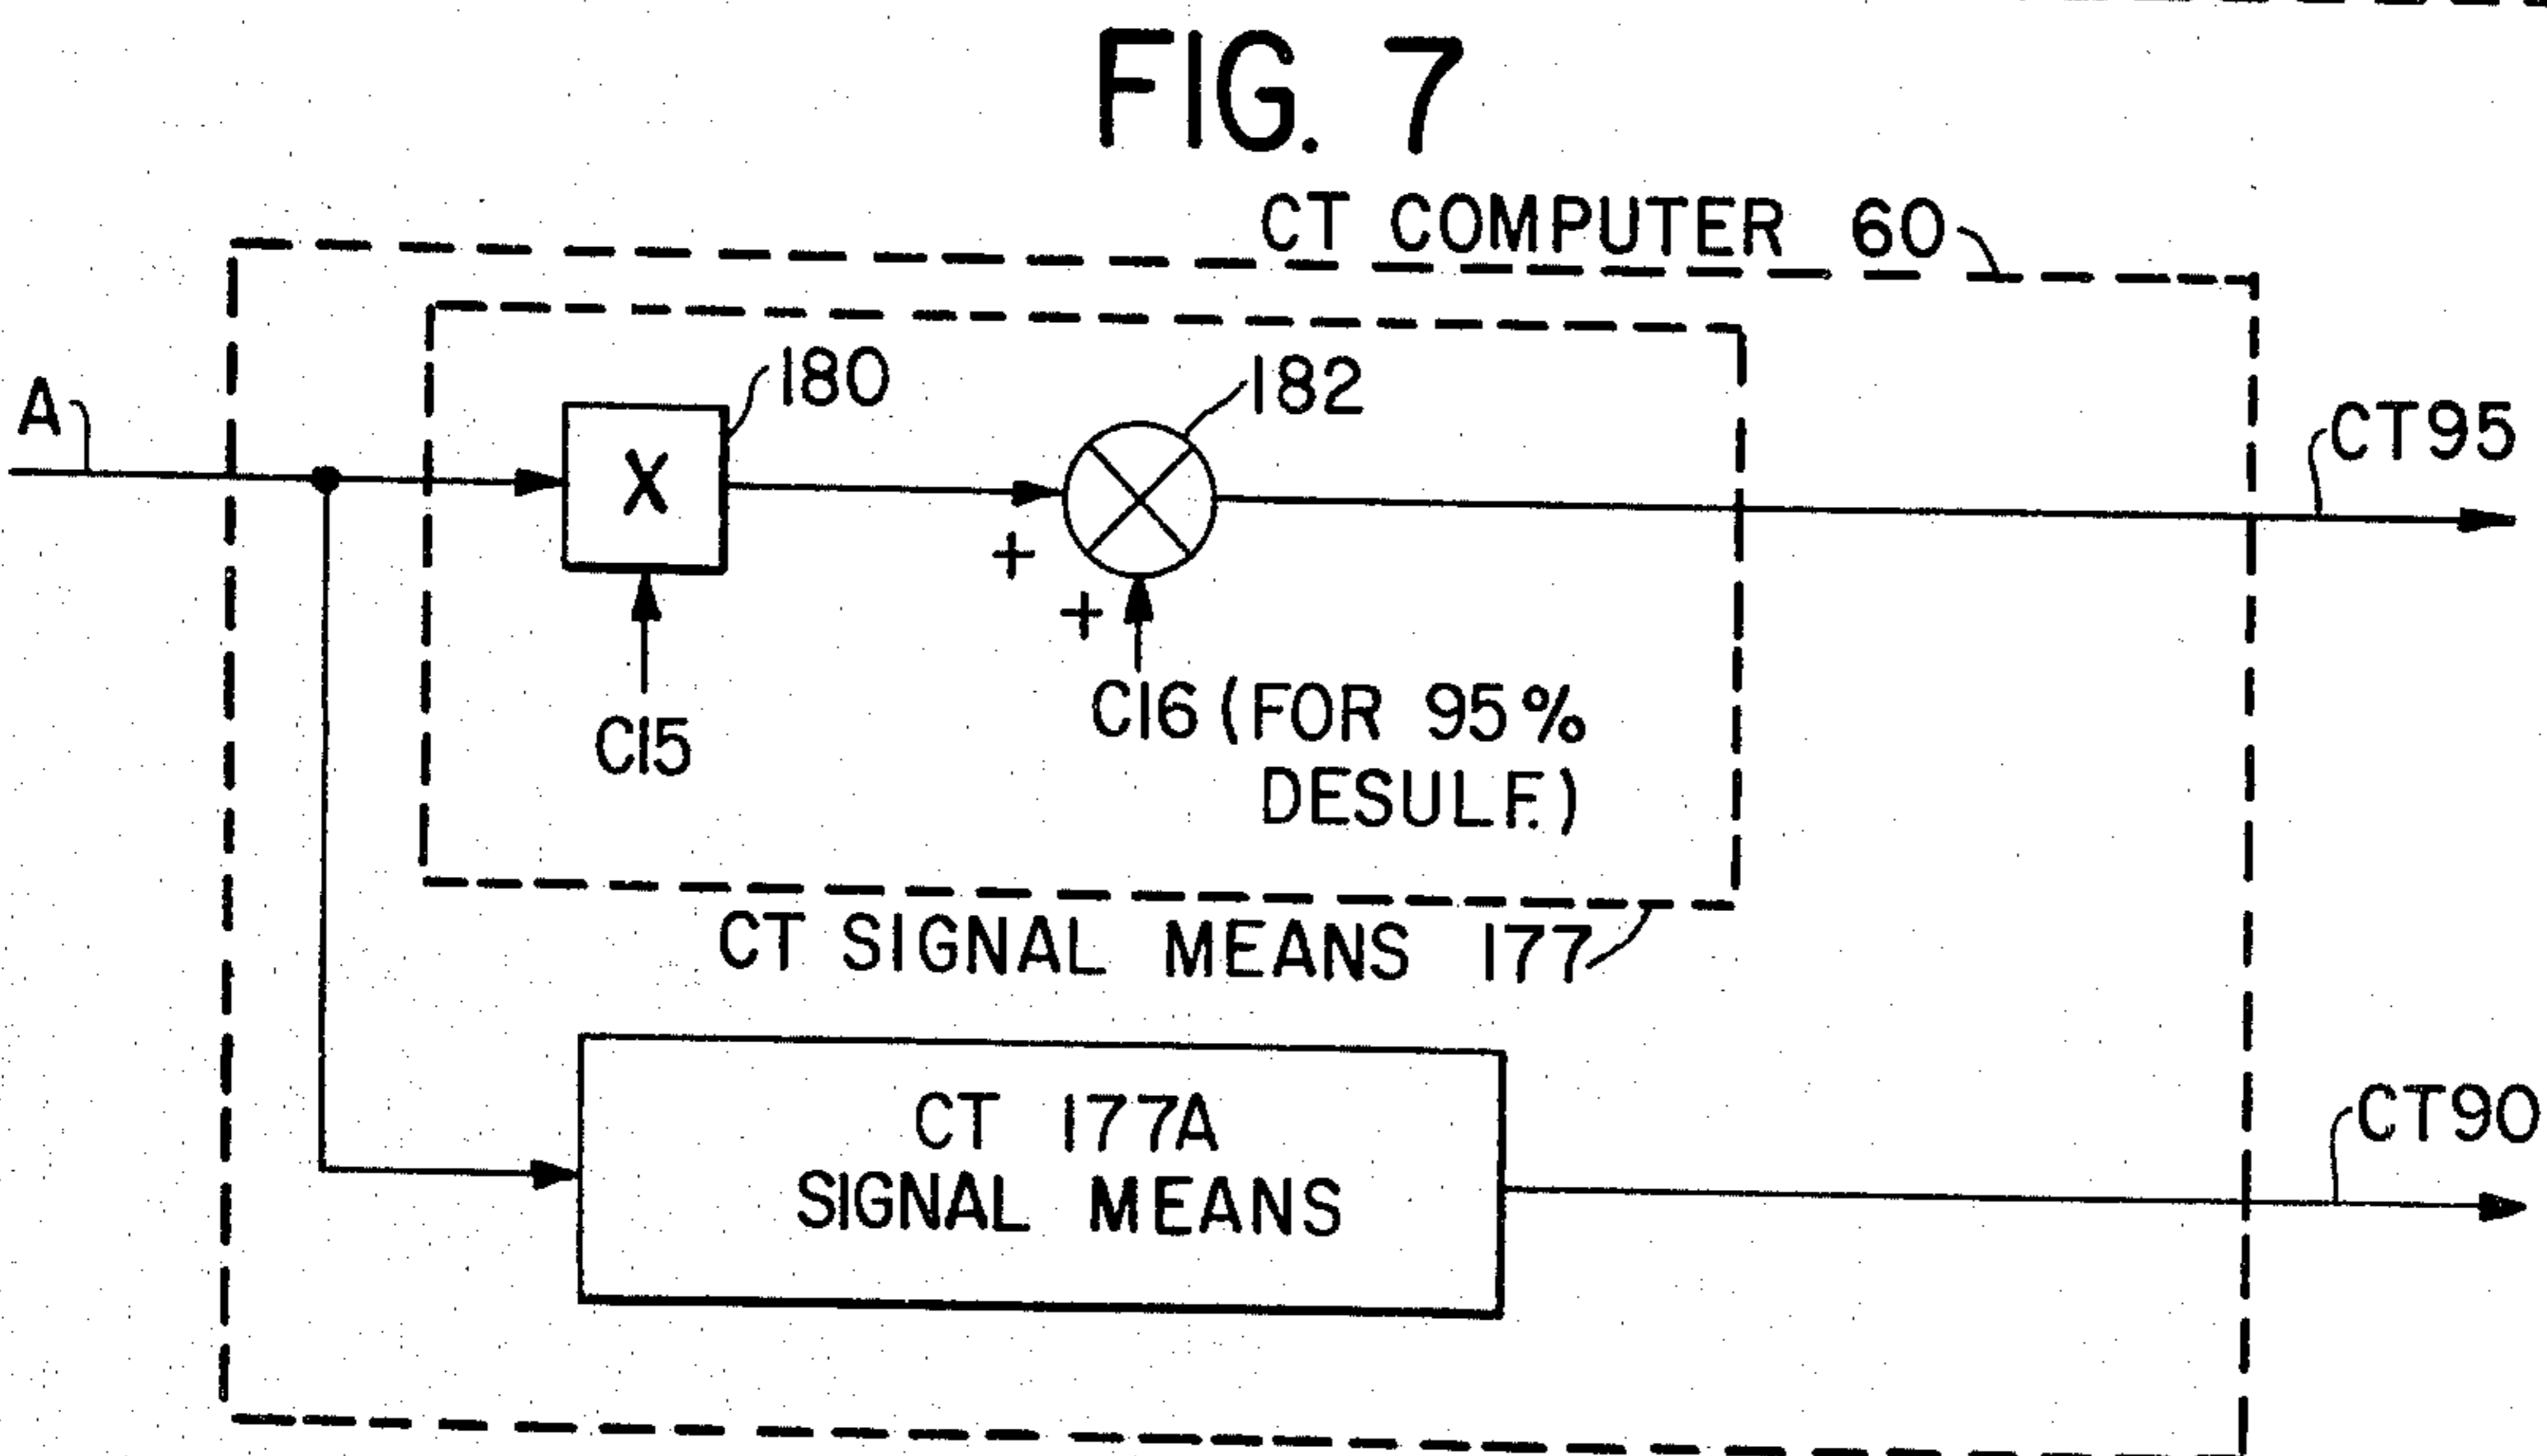 FIG. 7
CT COMPUTER 60
A
180
182
CT95
X
+
+
C15
C16 (FOR 95%
DESULF.)
CT SIGNAL MEANS 177
CT 177A
SIGNAL MEANS
CT90